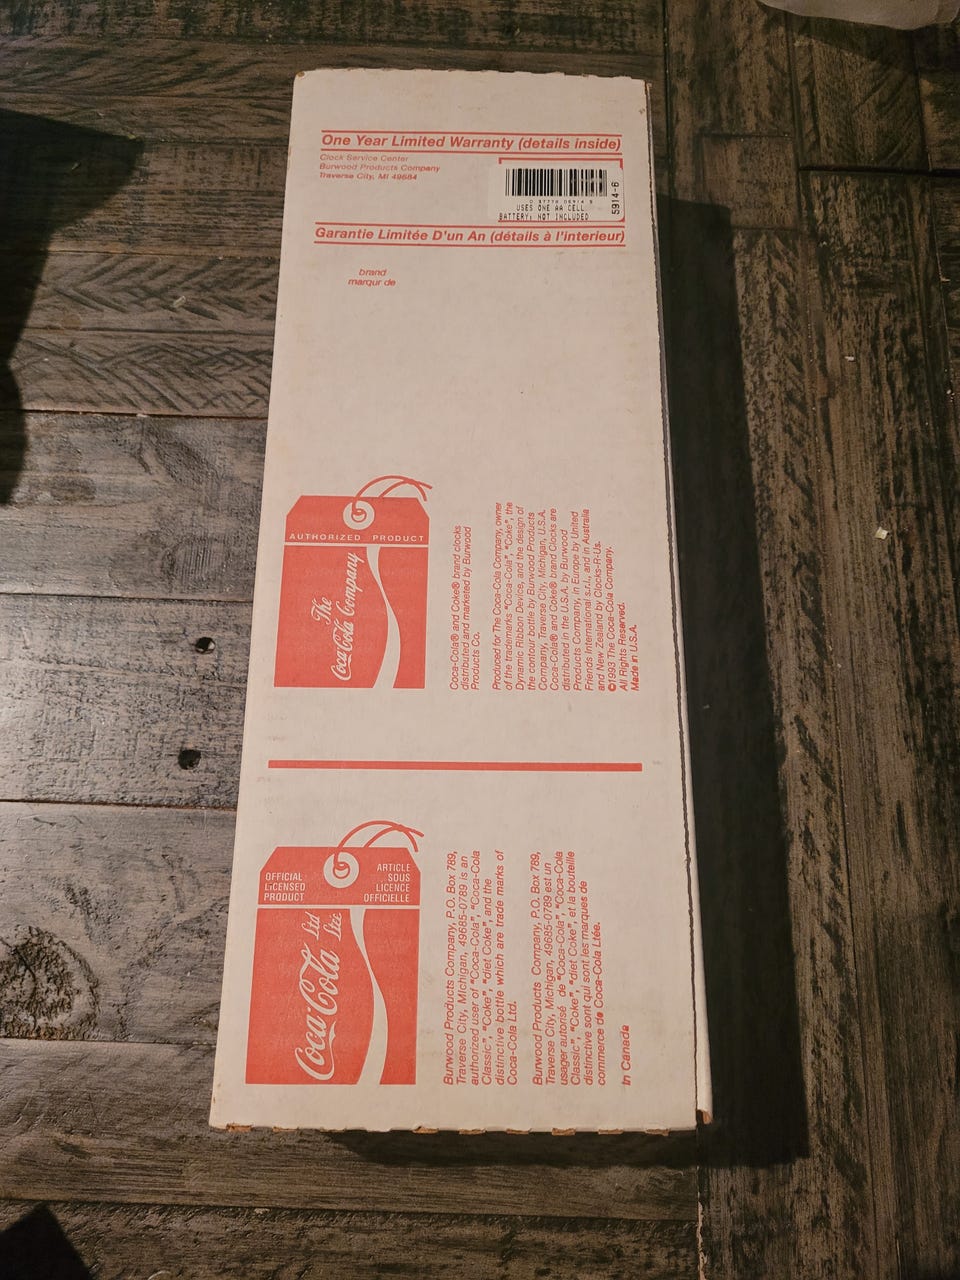 One Year Limited Warranty (details inside)
Clock Service Center
Burwood Products Company
Traverse City, MI 49684
USES ONE AA CELL
BATTERY; NOT INCLUDED
5914-6
Garantie Limitée D'un An (détails à l'interieur)
brand
marqur de
AUTHORIZED PRODUCT
The
Coca-Cola Company
Coca-Cola® and Coke® brand clocks
distributed and marketed by Burwood
Products Co.
Produced for The Coca-Cola Company, owner
of the trademarks "Coca-Cola", "Coke", the
Dynamic Ribbon Device, and the design of
the contour bottle by Burwood Products
Company, Traverse City, Michigan, U.S.A.
Coca-Cola® and Coke® brand Clocks are
distributed in the U.S.A. by Burwood
Products Company, in Europe by United
Friends International s.r.l., and in Australia
and New Zealand by Clocks-R-Us.
©1993 The Coca-Cola Company.
All Rights Reserved.
Made in U.S.A.
OFFICIAL
LICENSED
PRODUCT
ARTICLE
SOUS
LICENCE
OFFICIELLE
Coca-Cola Ltd
Ltée
Burwood Products Company, P.O. Box 789,
Traverse City, Michigan, 49685-0789 is an
authorized user of "Coca-Cola", "Coca-Cola
Classic", "Coke", "diet Coke", and the
distinctive bottle which are trade marks of
Coca-Cola Ltd.
Burwood Products Company, P.O. Box 789,
Traverse City, Michigan, 49685-0789 est un
usager autorisé de "Coca-Cola", "Coca-Cola
Classic", "Coke", "diet Coke", et la bouteille
distinctive sont qui sont les marques de
commerce de Coca-Cola Ltée.
In Canada